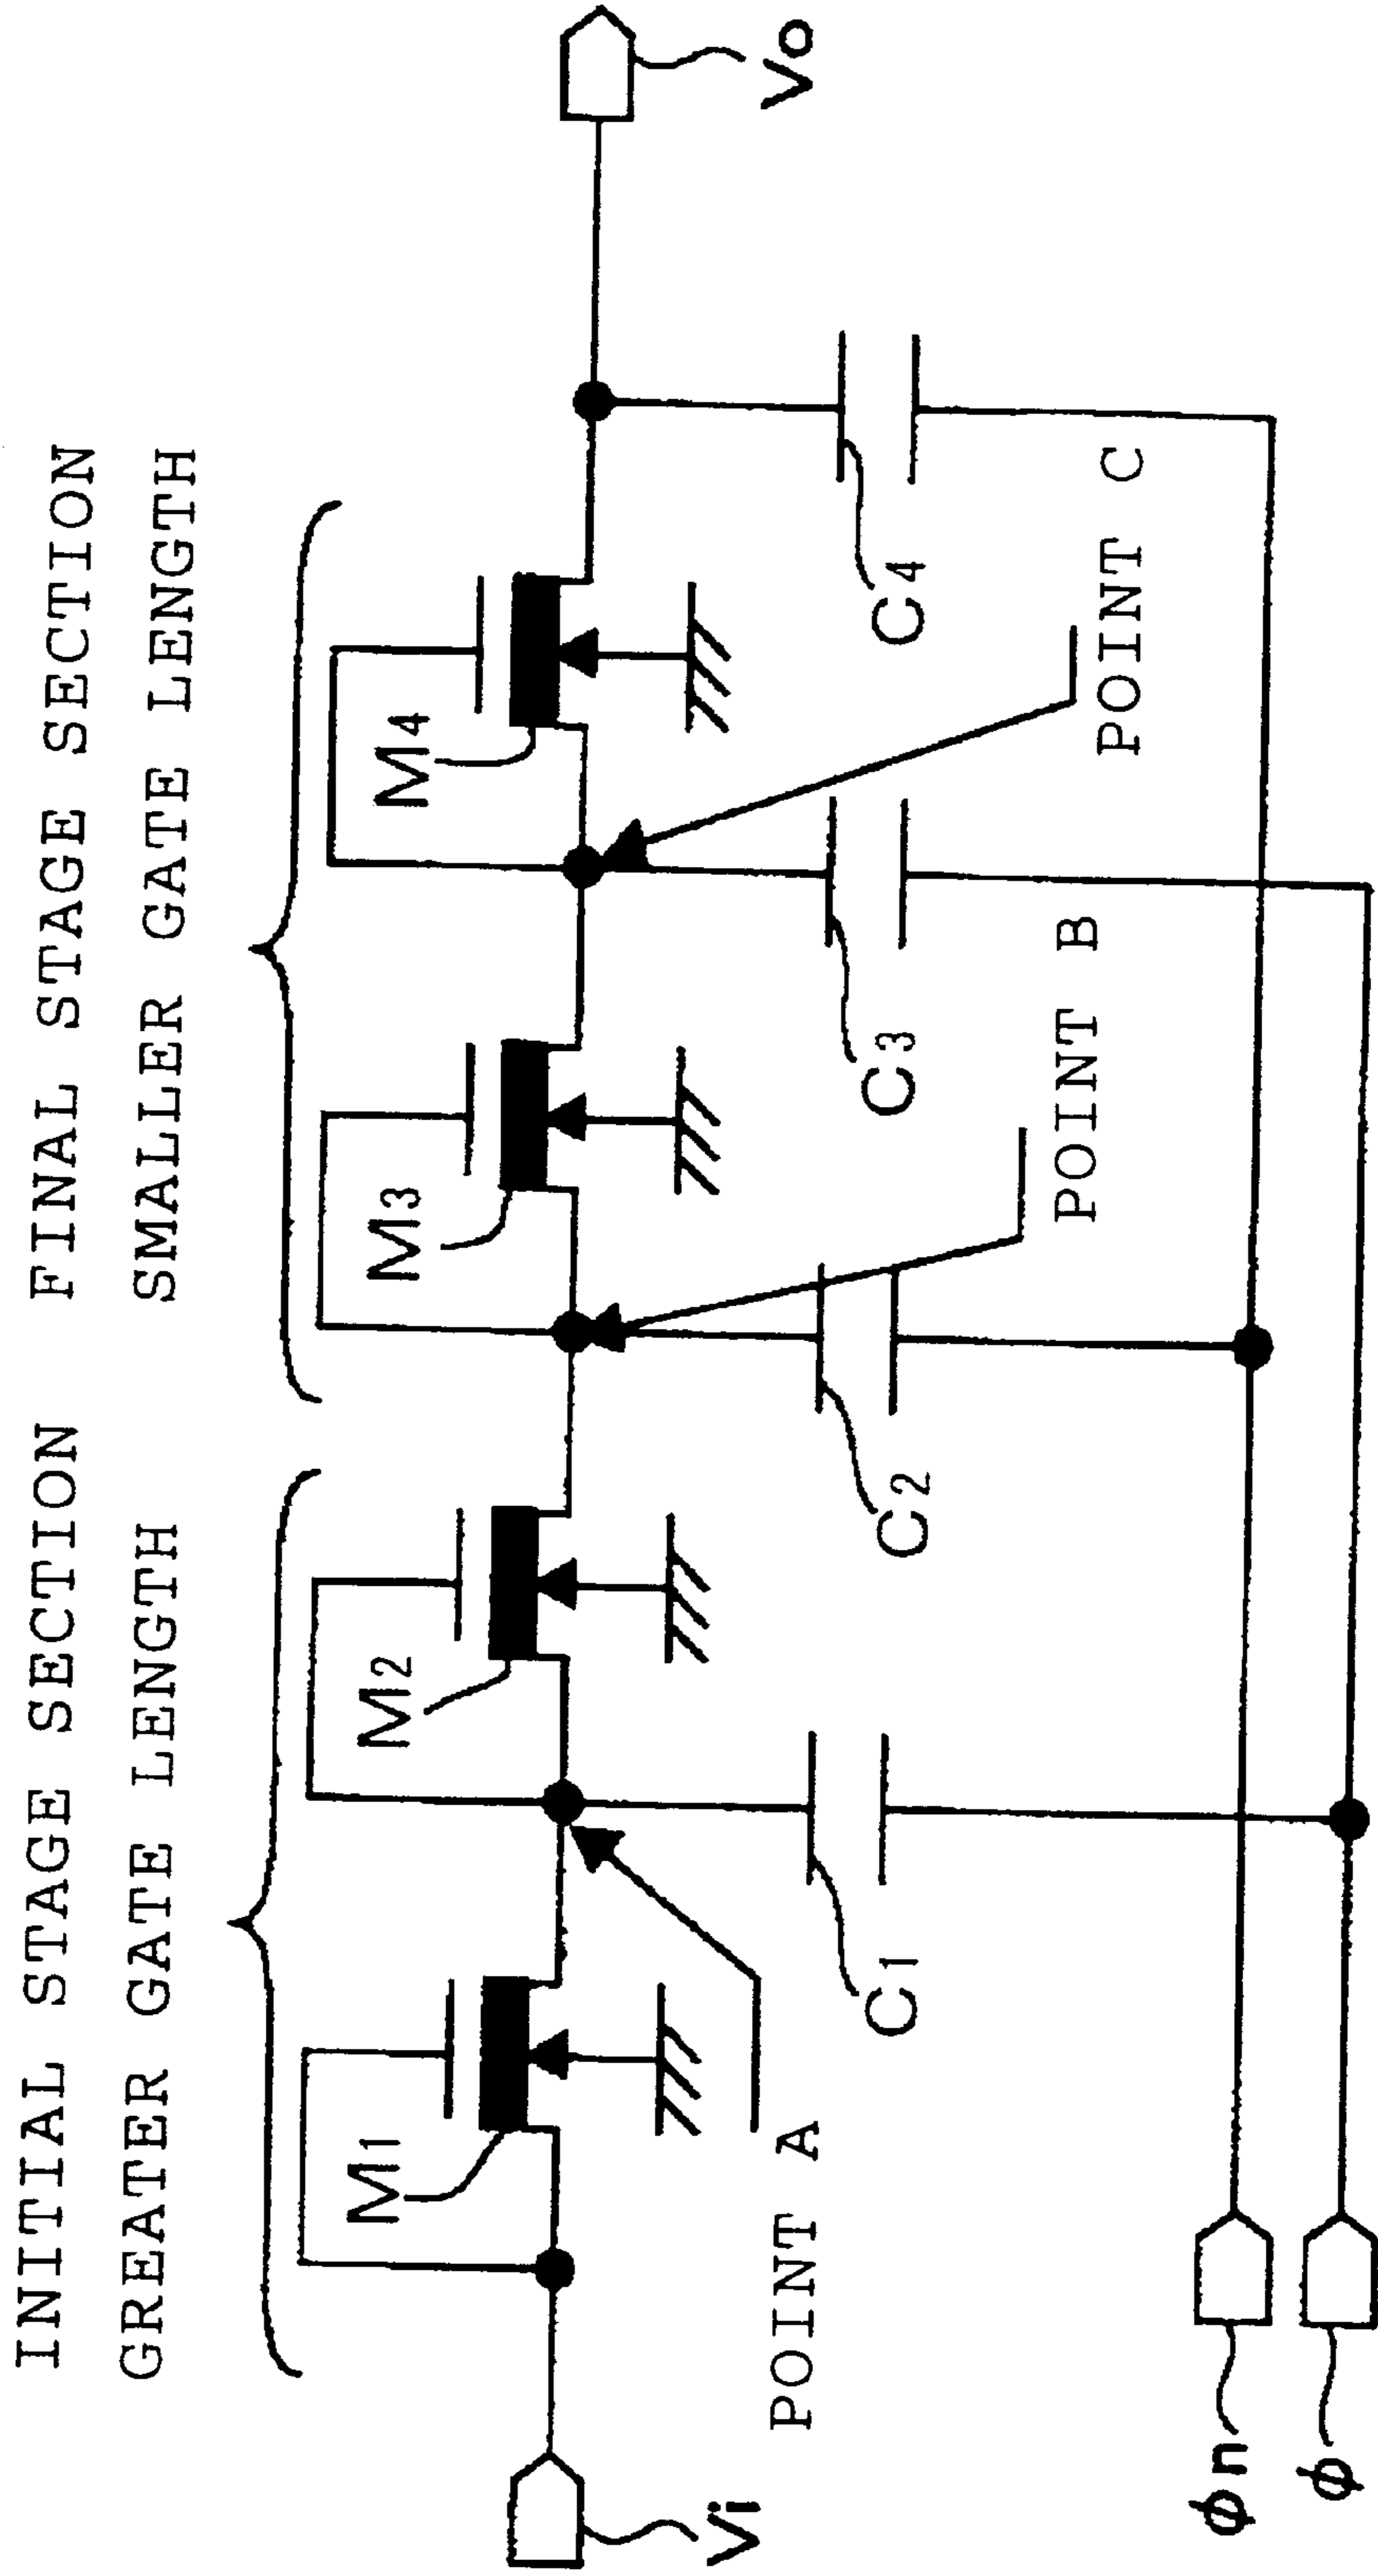 INITIAL STAGE SECTION
GREATER GATE LENGTH
FINAL STAGE SECTION
SMALLER GATE LENGTH
M1
M2
M3
M4
Vi
Vo
POINT A
C1
C2
POINT B
C3
C4
POINT C
φn
φ